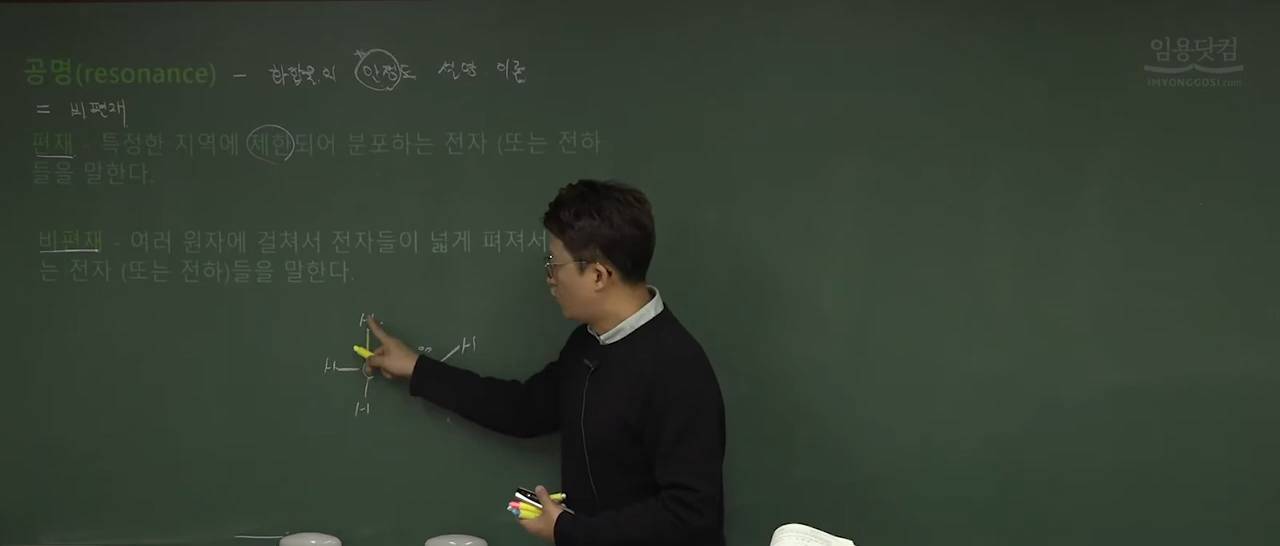 공명(resonance) - 화합물의 안정도 설명 이론
= 비편재
편재 - 특정한 지역에 제한되어 분포하는 전자 (또는 전하
들을 말한다.
비편재 - 여러 원자에 걸쳐서 전자들이 넓게 펴져서
는 전자 (또는 전하)들을 말한다.
H
H
H
H
임용닷컴
iMYONGGOSI.com